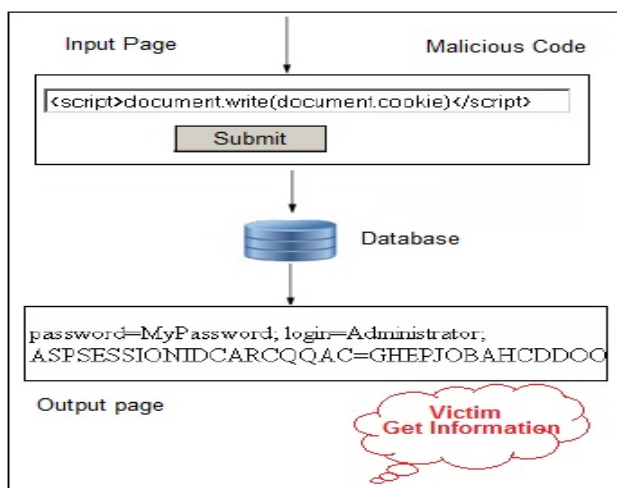 Input Page
Malicious Code
<script>document.write(document.cookie)</script>
Submit
Database
password=MyPassword; login=Administrator;
ASPSESSIONIDCARCQQAC=GHEPJOBAHCDDOO
Output page
Victim
Get Information